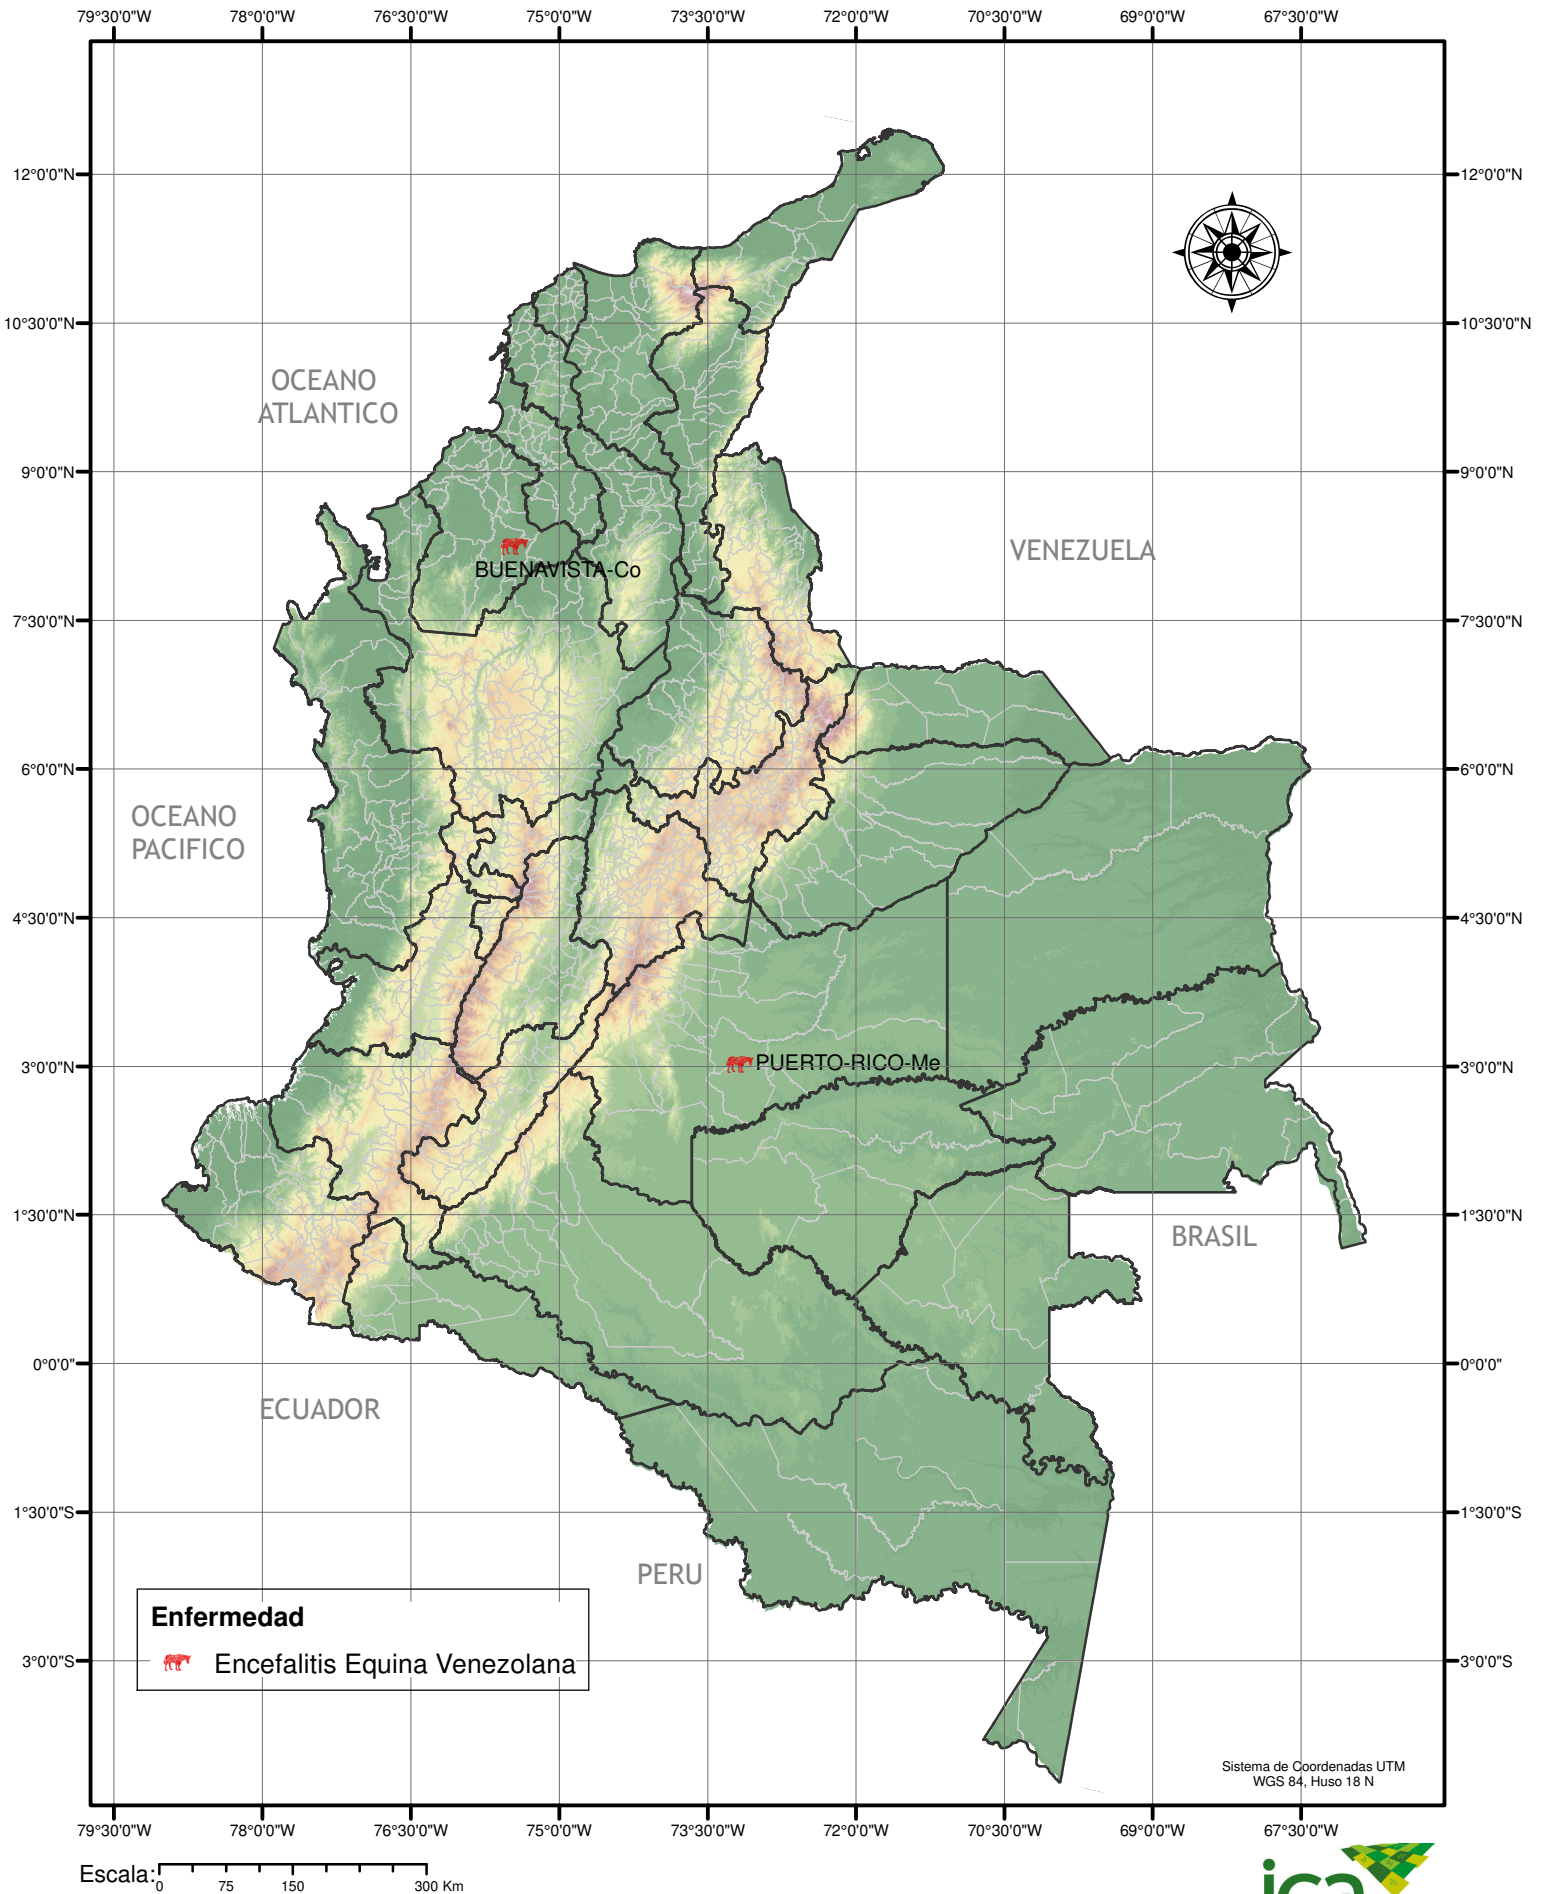 79°30'0"W 78°0'0"W 76°30'0"W 75°0'0"W 73°30'0"W 72°0'0"W 70°30'0"W 69°0'0"W 67°30'0"W
12°0'0"N 12°0'0"N
10°30'0"N 10°30'0"N
OCEANO
ATLANTICO
9°0'0"N 9°0'0"N
VENEZUELA
BUENAVISTA-Co
7°30'0"N 7°30'0"N
6°0'0"N 6°0'0"N
OCEANO
PACIFICO
4°30'0"N 4°30'0"N
3°0'0"N PUERTO-RICO-Me 3°0'0"N
1°30'0"N 1°30'0"N
BRASIL
0°0'0" 0°0'0"
ECUADOR
1°30'0"S 1°30'0"S
PERU
Enfermedad
Encefalitis Equina Venezolana
3°0'0"S 3°0'0"S
Sistema de Coordenadas UTM
WGS 84, Huso 18 N
79°30'0"W 78°0'0"W 76°30'0"W 75°0'0"W 73°30'0"W 72°0'0"W 70°30'0"W 69°0'0"W 67°30'0"W
Escala:
0 75 150 300 Km
ica